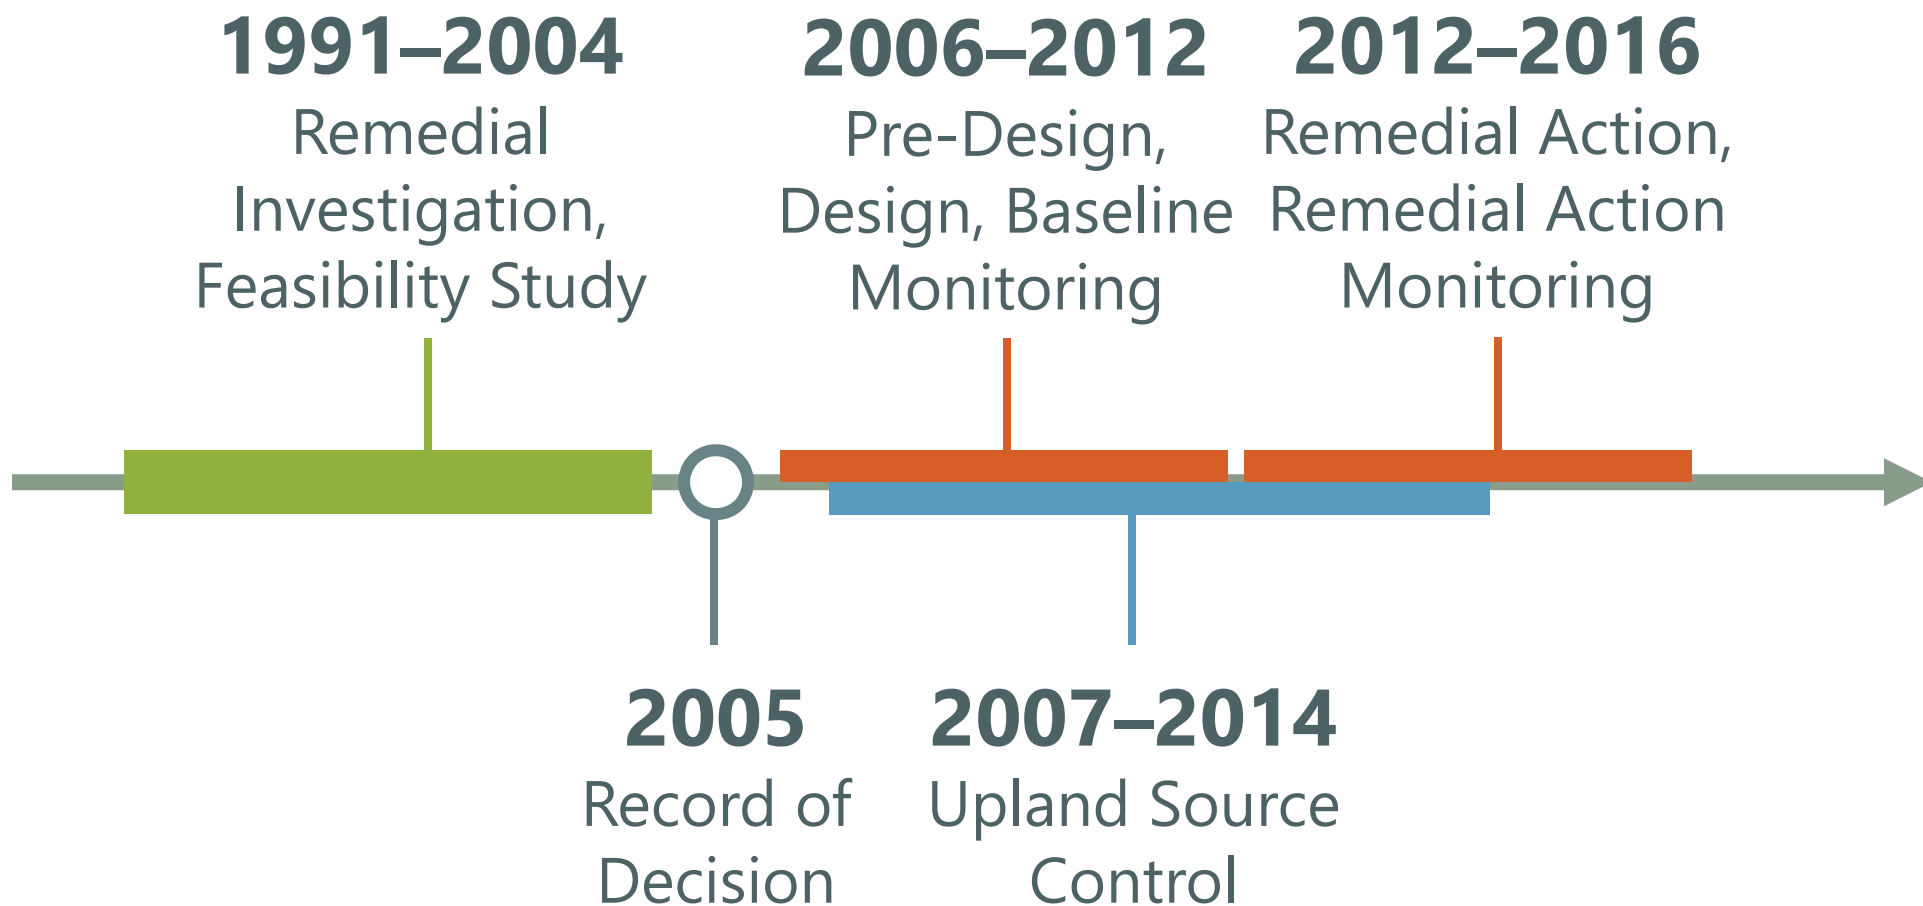 1991–2004
Remedial
Investigation,
Feasibility Study
2006–2012
Pre-Design,
Design, Baseline
Monitoring
2012–2016
Remedial Action,
Remedial Action
Monitoring
2005
Record of
Decision
2007–2014
Upland Source
Control